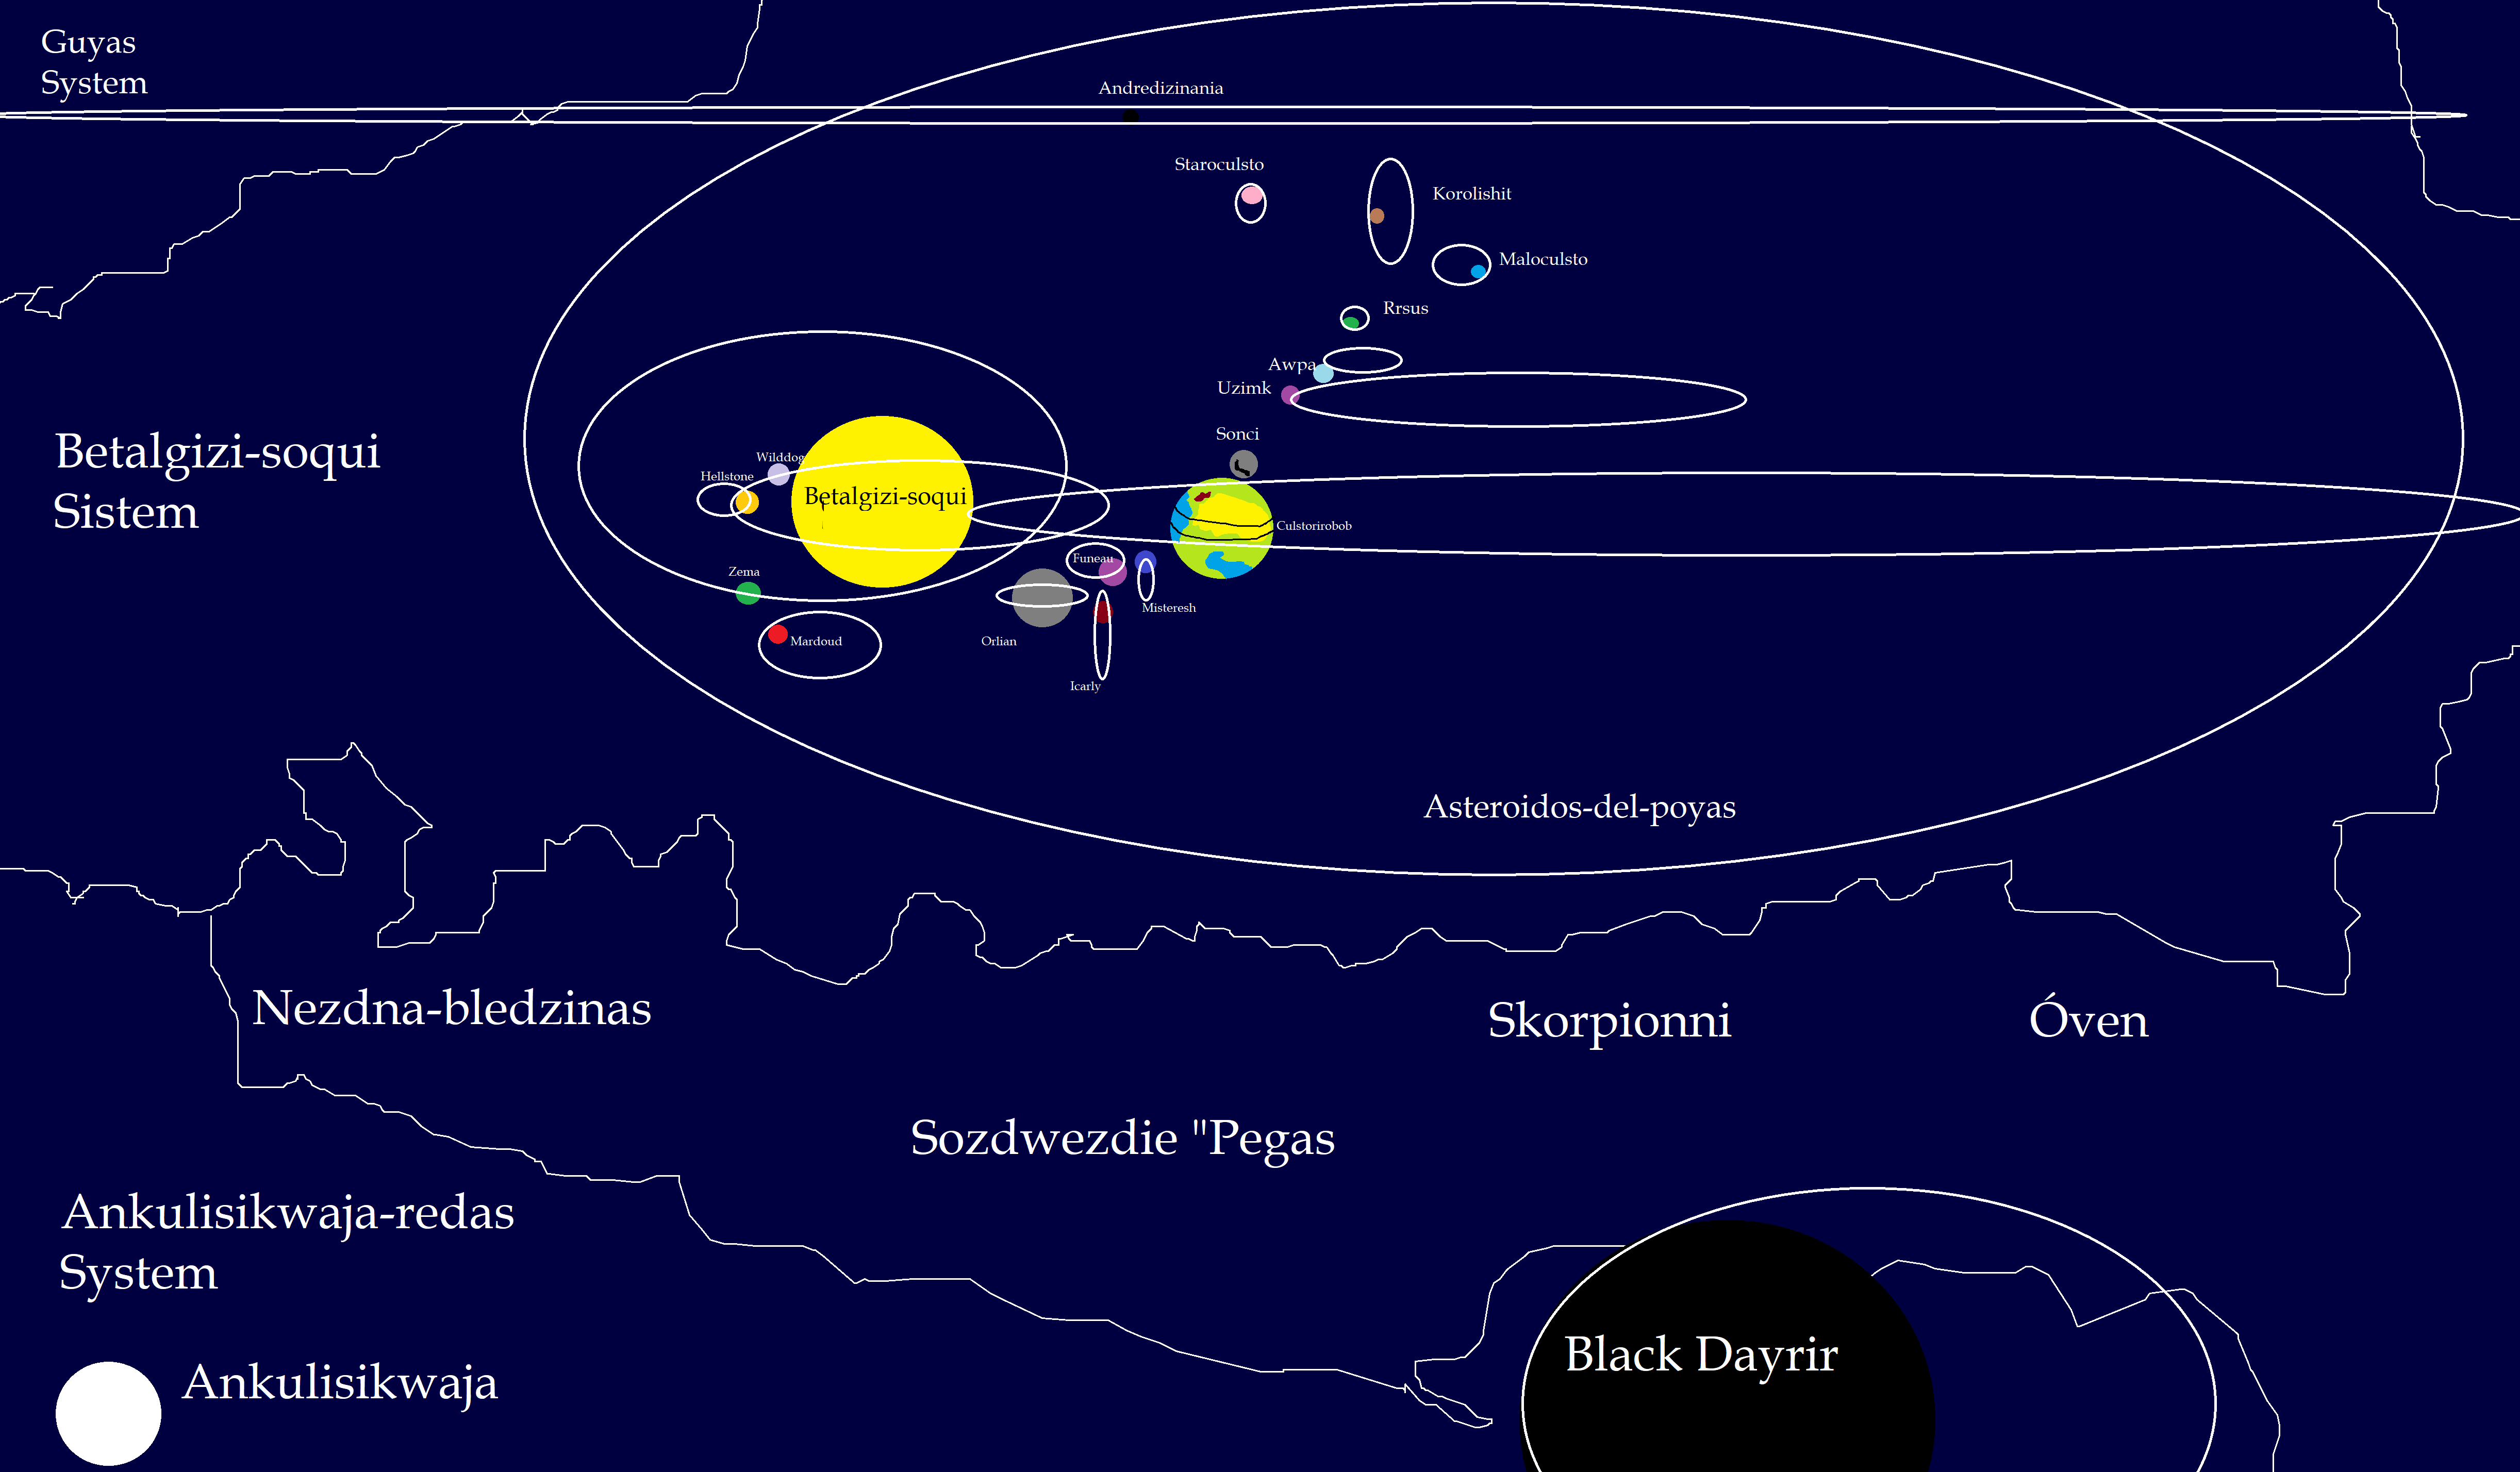 Guyas
System
Andredizinania
Staroculsto
Korolishit
Maloculsto
Rrsus
Awpa
Uzimk
Sonci
Betalgizi-soqui
Sistem
Wilddog
Hellstone
Betalgizi-soqui
Culstorirobob
Funeau
Zema
Misteresh
Mardoud
Orlian
Icarly
Asteroidos-del-poyas
Nezdna-bledzinas
Skorpionni
Óven
Sozdwezdie "Pegas
Ankulisikwaja-redas
System
Black Dayrir
Ankulisikwaja